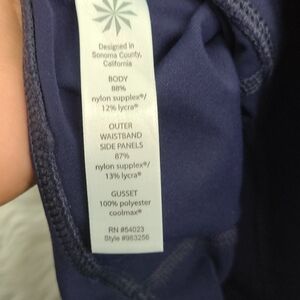 Designed in
Sonoma County,
California
BODY
88%
nylon supplex®/
12% lycra®
OUTER
WAISTBAND
SIDE PANELS
87%
nylon supplex®/
13% lycra®
GUSSET
100% polyester
coolmax®
RN #54023
Style #983256